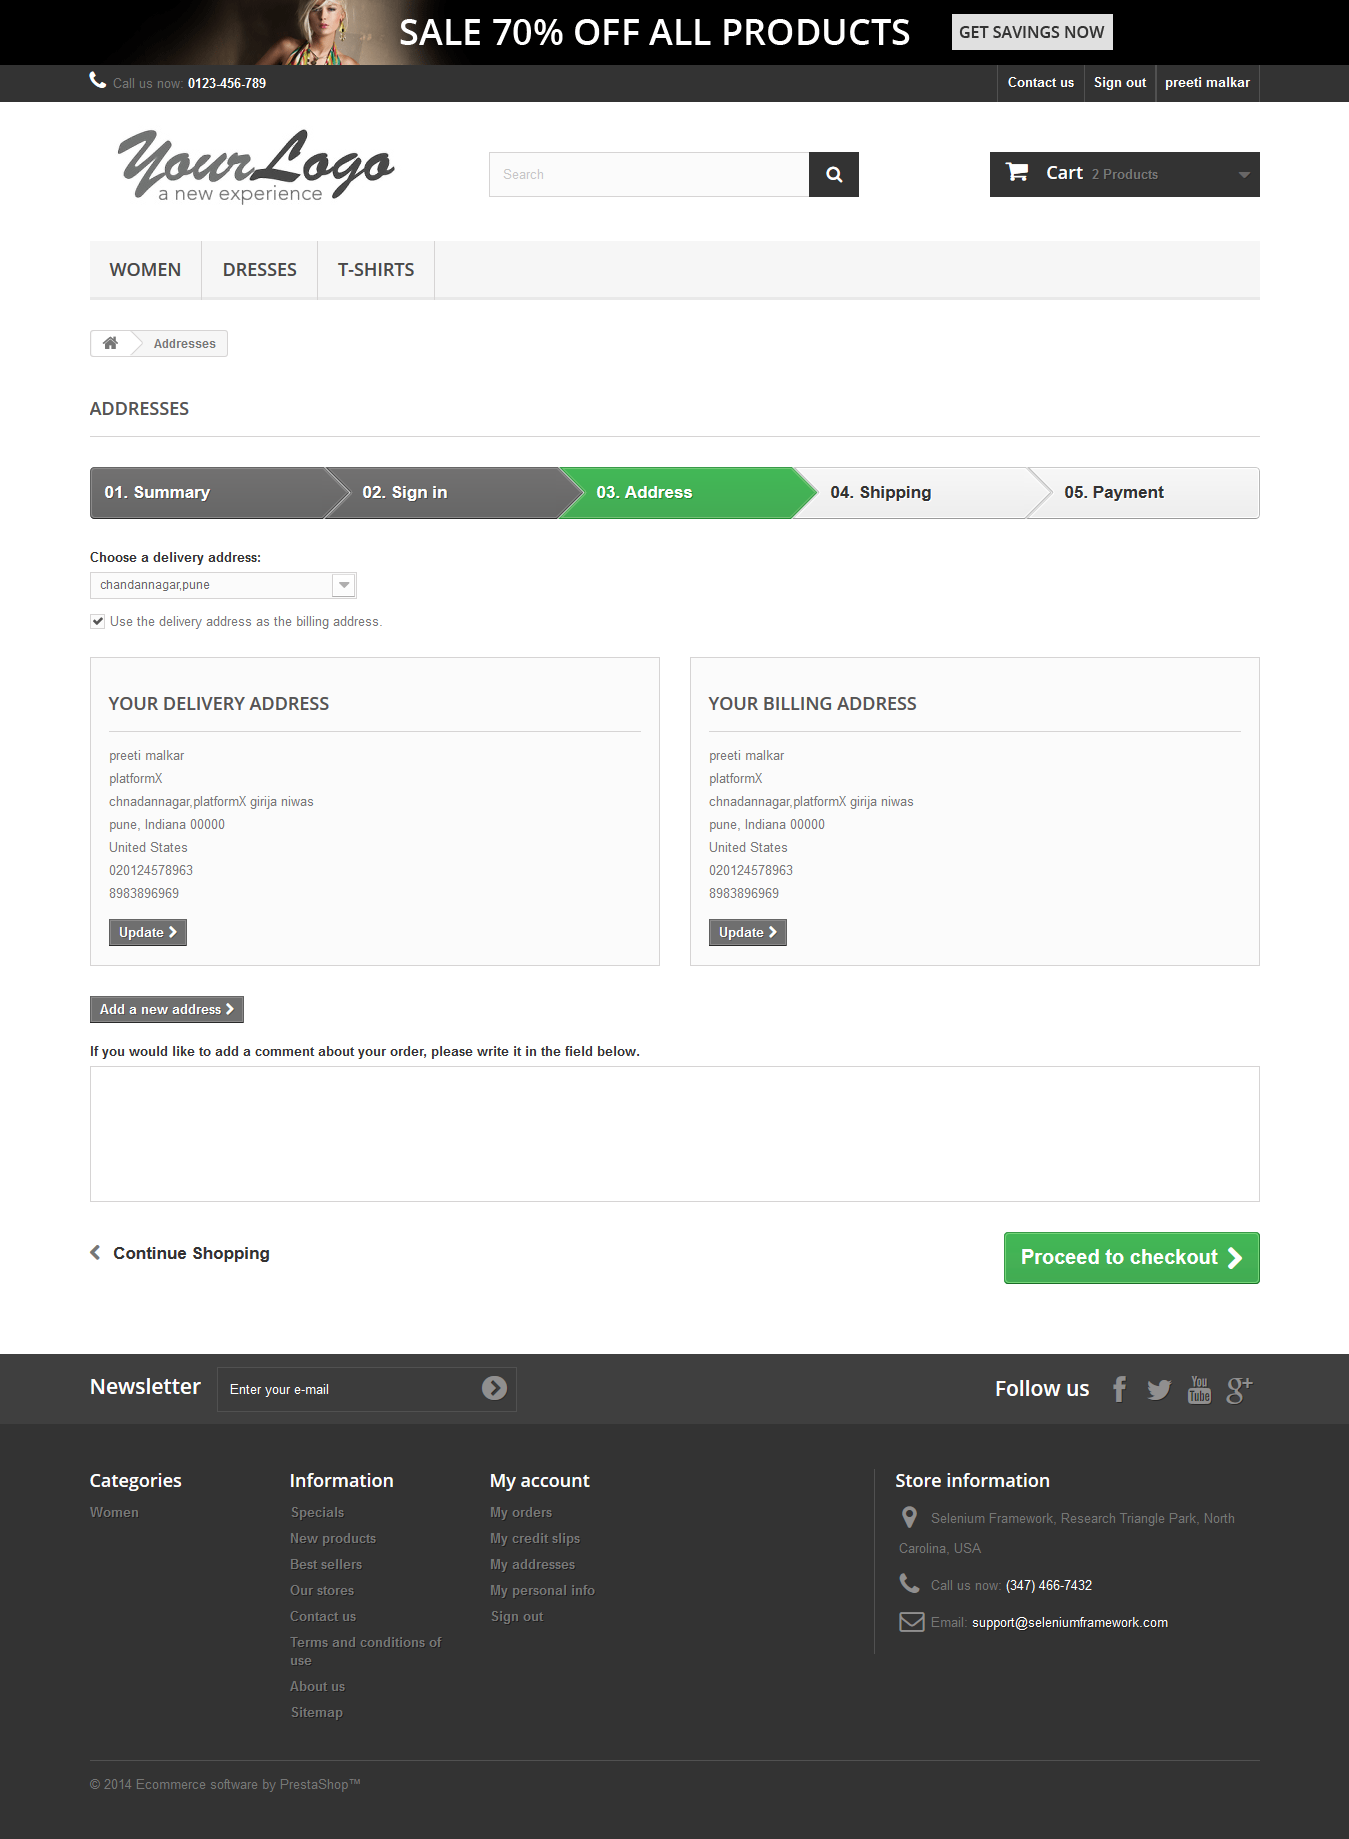 SALE 70% OFF ALL PRODUCTS GET SAVINGS NOW
Call us now: 0123-456-789 Contact us Sign out preeti malkar
YourLogo
a new experience
Search
Cart 2 Products
WOMEN DRESSES T-SHIRTS
Addresses
ADDRESSES
01. Summary 02. Sign in 03. Address 04. Shipping 05. Payment
Choose a delivery address:
chandannagar,pune
Use the delivery address as the billing address.
YOUR DELIVERY ADDRESS
preeti malkar
platformX
chnadannagar,platformX girija niwas
pune, Indiana 00000
United States
020124578963
8983896969
Update
YOUR BILLING ADDRESS
preeti malkar
platformX
chnadannagar,platformX girija niwas
pune, Indiana 00000
United States
020124578963
8983896969
Update
Add a new address
If you would like to add a comment about your order, please write it in the field below.
Continue Shopping
Proceed to checkout
Newsletter Enter your e-mail
Follow us f You Tube g+
Categories
Women
Information
Specials
New products
Best sellers
Our stores
Contact us
Terms and conditions of
use
About us
Sitemap
My account
My orders
My credit slips
My addresses
My personal info
Sign out
Store information
Selenium Framework, Research Triangle Park, North
Carolina, USA
Call us now: (347) 466-7432
Email: support@seleniumframework.com
© 2014 Ecommerce software by PrestaShop™